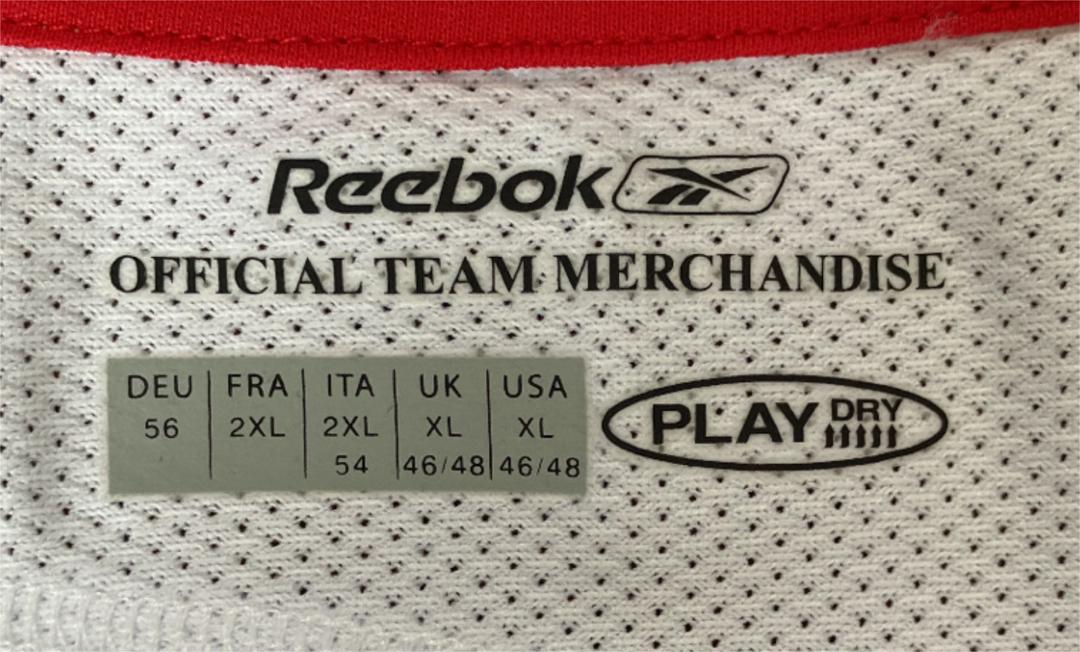 Reebok
OFFICIAL TEAM MERCHANDISE
DEU FRA ITA UK USA
56 2XL 2XL XL XL
54 46/48 46/48
PLAY DRY